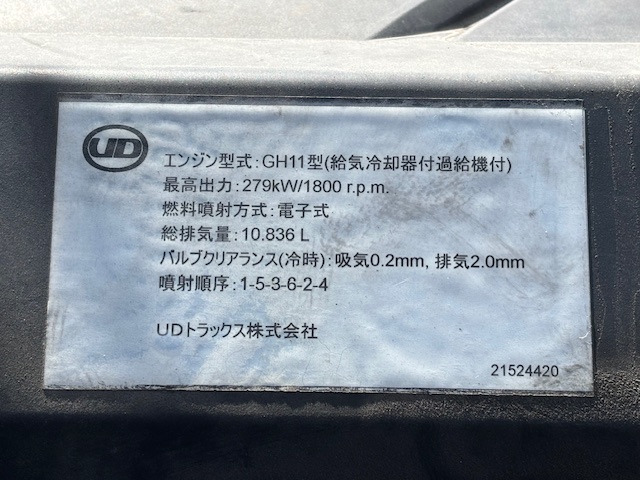 UD
エンジン型式:GH11型(給気冷却器付過給機付)
最高出力:279kW/1800 r.p.m.
燃料噴射方式:電子式
総排気量:10.836 L
バルブクリアランス(冷時):吸気0.2mm, 排気2.0mm
噴射順序:1-5-3-6-2-4
UDトラックス株式会社
21524420